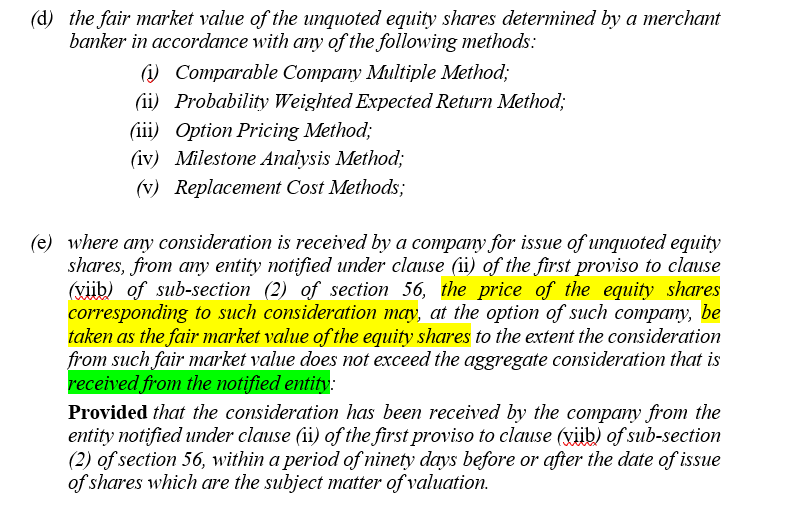 (d) the fair market value of the unquoted equity shares determined by a merchant
banker in accordance with any of the following methods:
(i) Comparable Company Multiple Method;
(ii) Probability Weighted Expected Return Method;
(iii) Option Pricing Method;
(iv) Milestone Analysis Method;
(v) Replacement Cost Methods;
(e) where any consideration is received by a company for issue of unquoted equity
shares, from any entity notified under clause (ii) of the first proviso to clause
(viib) of sub-section (2) of section 56, the price of the equity shares
corresponding to such consideration may, at the option of such company, be
taken as the fair market value of the equity shares to the extent the consideration
from such fair market value does not exceed the aggregate consideration that is
received from the notified entity:
Provided that the consideration has been received by the company from the
entity notified under clause (ii) of the first proviso to clause (viib) of sub-section
(2) of section 56, within a period of ninety days before or after the date of issue
of shares which are the subject matter of valuation.